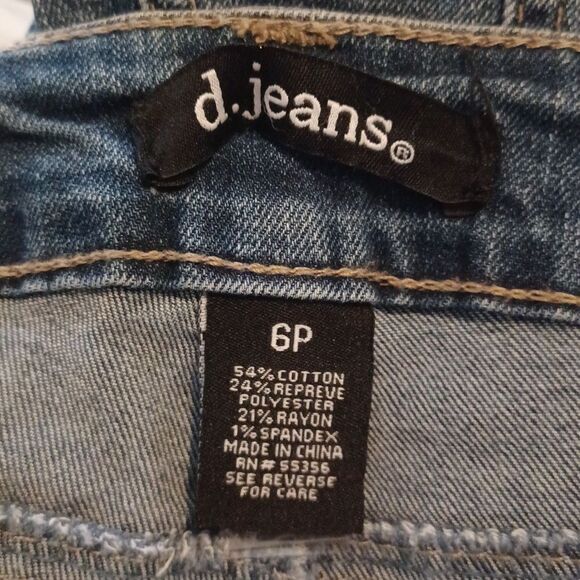 d.jeans®
6P
54% COTTON
24% REPREVE
POLYESTER
21% RAYON
1% SPANDEX
MADE IN CHINA
RN# 55356
SEE REVERSE
FOR CARE